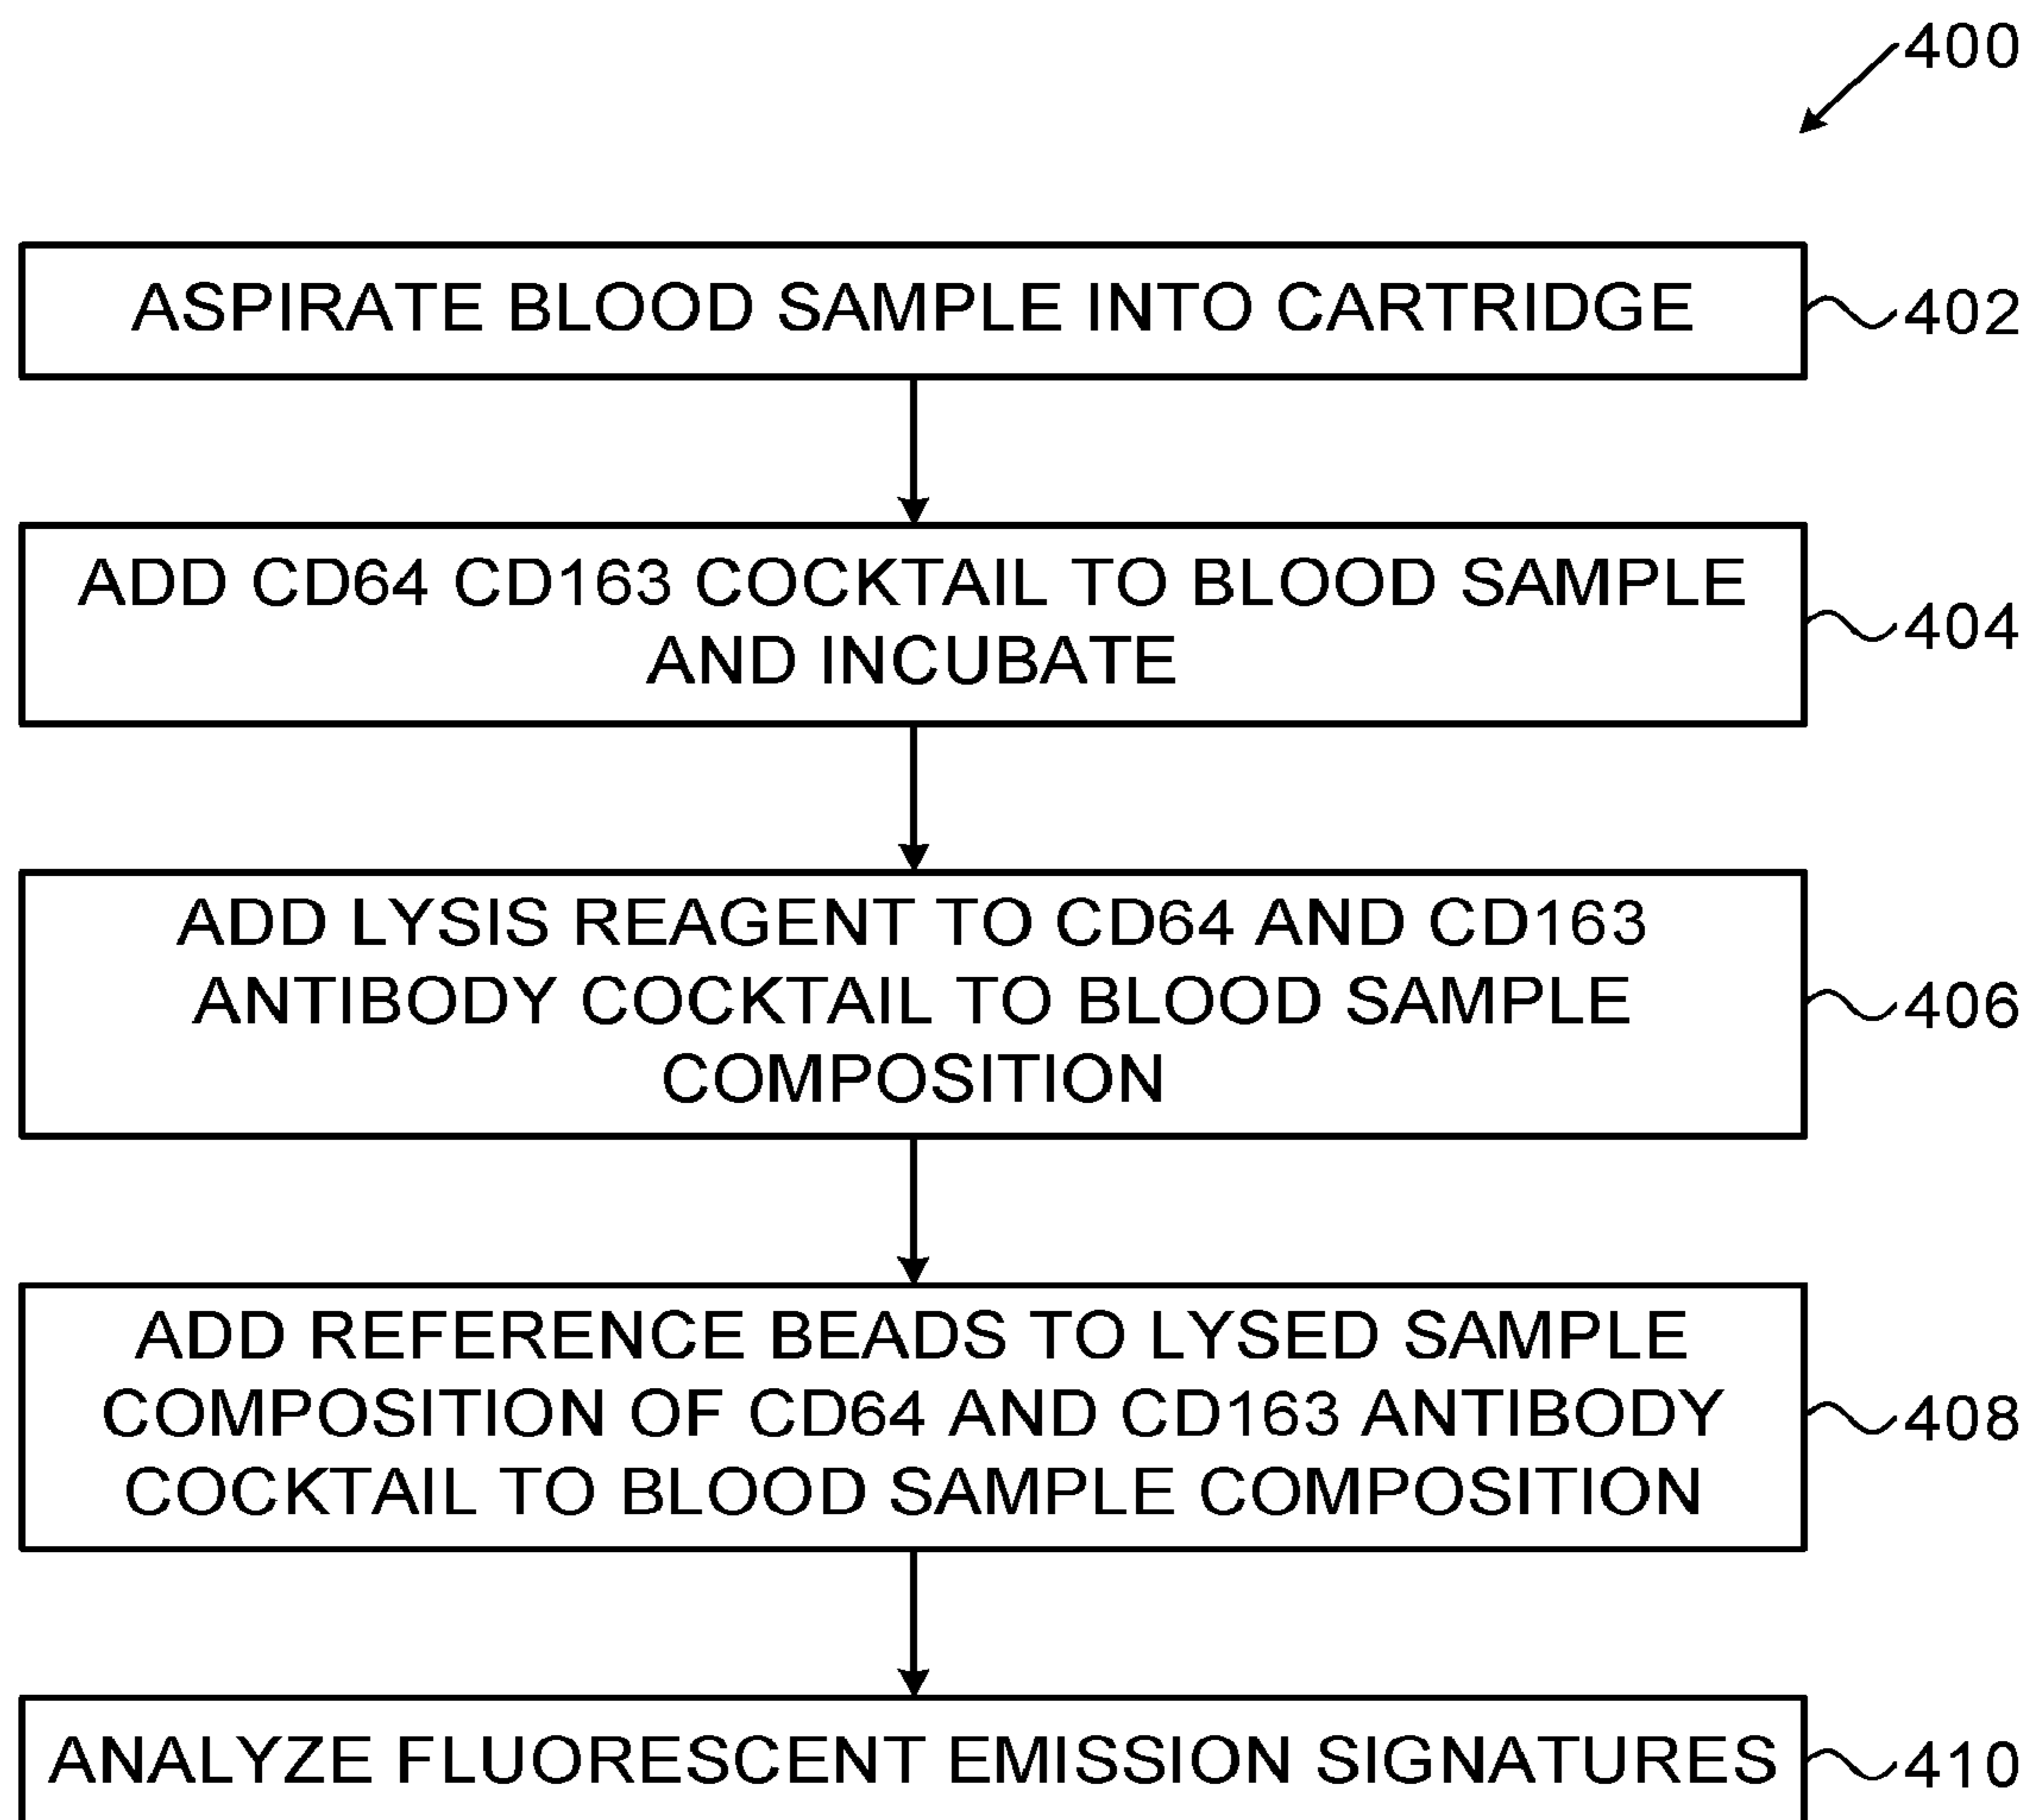 400
ASPIRATE BLOOD SAMPLE INTO CARTRIDGE
402
ADD CD64 CD163 COCKTAIL TO BLOOD SAMPLE
AND INCUBATE
404
ADD LYSIS REAGENT TO CD64 AND CD163
ANTIBODY COCKTAIL TO BLOOD SAMPLE
COMPOSITION
406
ADD REFERENCE BEADS TO LYSED SAMPLE
COMPOSITION OF CD64 AND CD163 ANTIBODY
COCKTAIL TO BLOOD SAMPLE COMPOSITION
408
ANALYZE FLUORESCENT EMISSION SIGNATURES
410